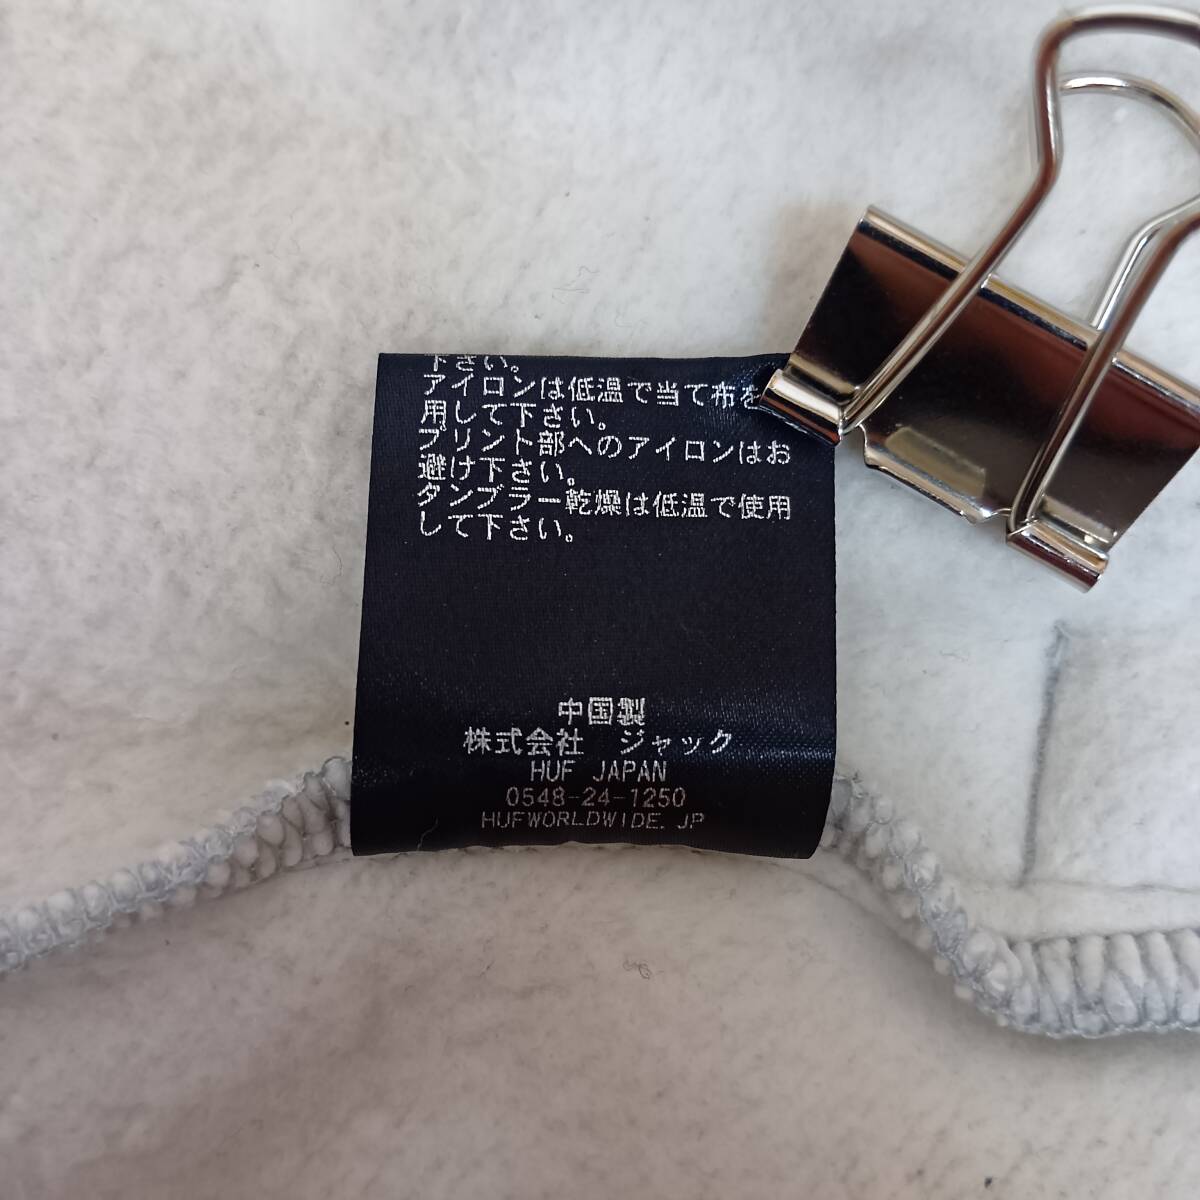 下さい。
アイロンは低温で当て布を
用して下さい。
プリント部へのアイロンはお
避け下さい。
タンブラー乾燥は低温で使用
して下さい。
中国製
株式会社 ジャック
HUF JAPAN
0548-24-1250
HUFWORLDWIDE.JP